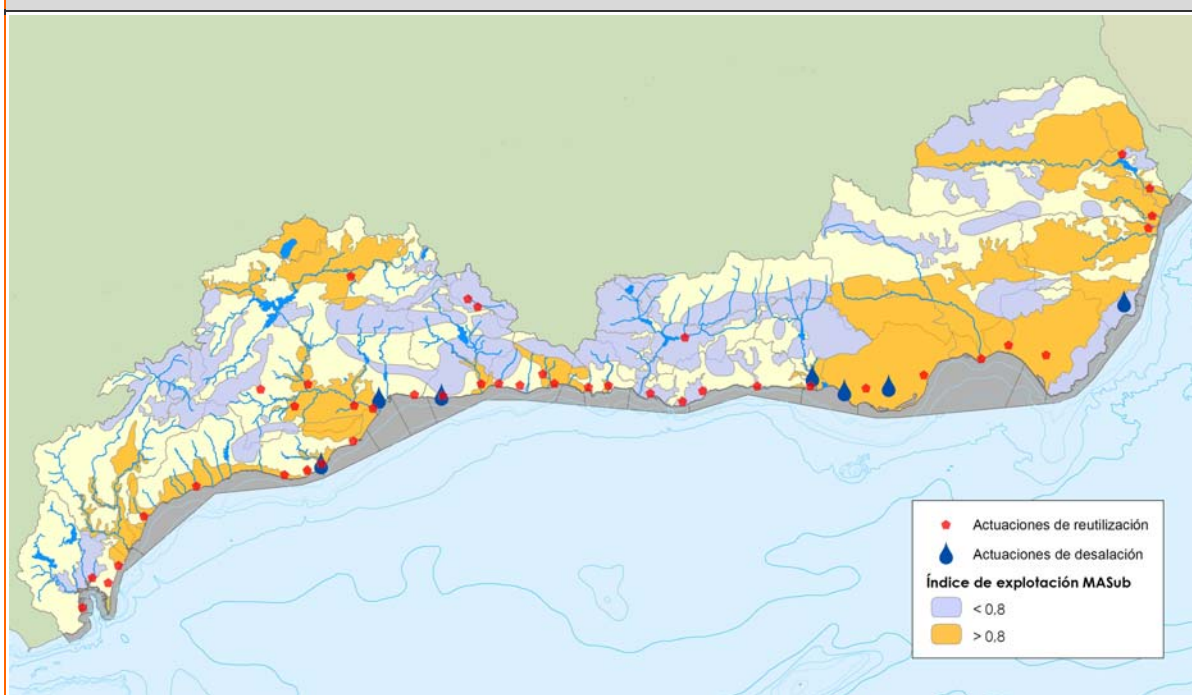 Actuaciones de reutilización
Actuaciones de desalación
Índice de explotación MASub
< 0,8
> 0,8